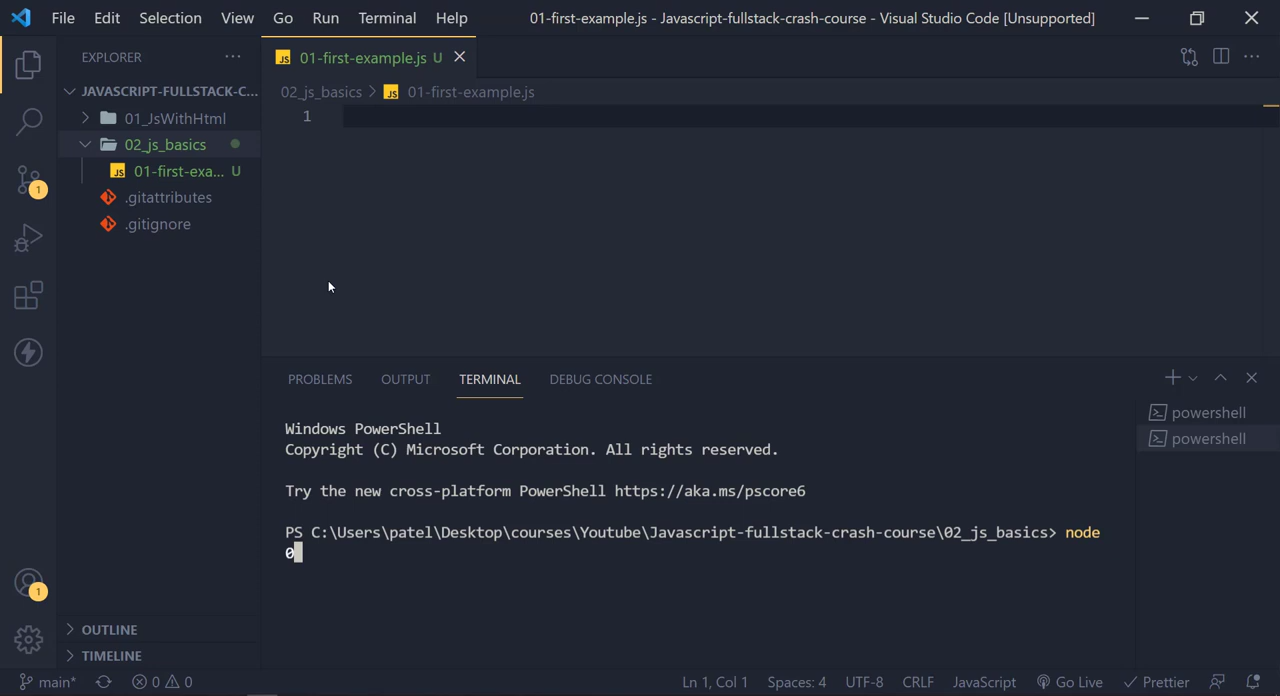 File Edit Selection View Go Run Terminal Help 01-first-example.js - Javascript-fullstack-crash-course - Visual Studio Code [Unsupported]
EXPLORER
JS 01-first-example.js U
JAVASCRIPT-FULLSTACK-C...
02_js_basics > JS 01-first-example.js
01_JsWithHtml
1
02_js_basics
JS 01-first-exa... U
.gitattributes
1
.gitignore
PROBLEMS OUTPUT TERMINAL DEBUG CONSOLE
powershell
powershell
Windows PowerShell
Copyright (C) Microsoft Corporation. All rights reserved.
Try the new cross-platform PowerShell https://aka.ms/pscore6
PS C:\Users\patel\Desktop\courses\Youtube\Javascript-fullstack-crash-course\02_js_basics> node
0
1
OUTLINE
TIMELINE
main* 0 0 Ln 1, Col 1 Spaces: 4 UTF-8 CRLF JavaScript Go Live Prettier